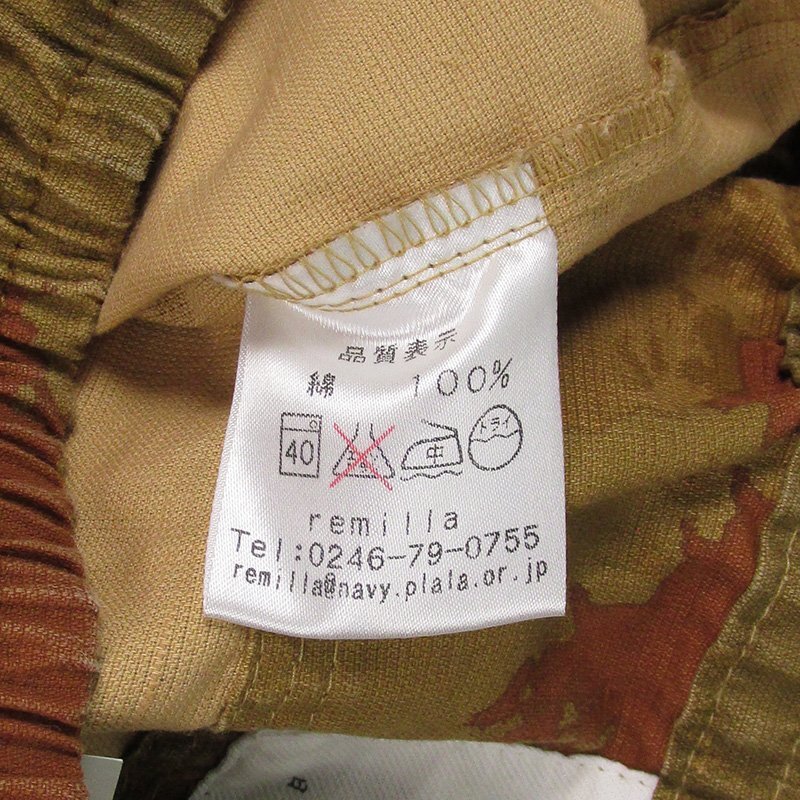 品質表示
綿 100%
40 中 ドライ
remilla
Tel:0246-79-0755
remilla@navy.plala.or.jp